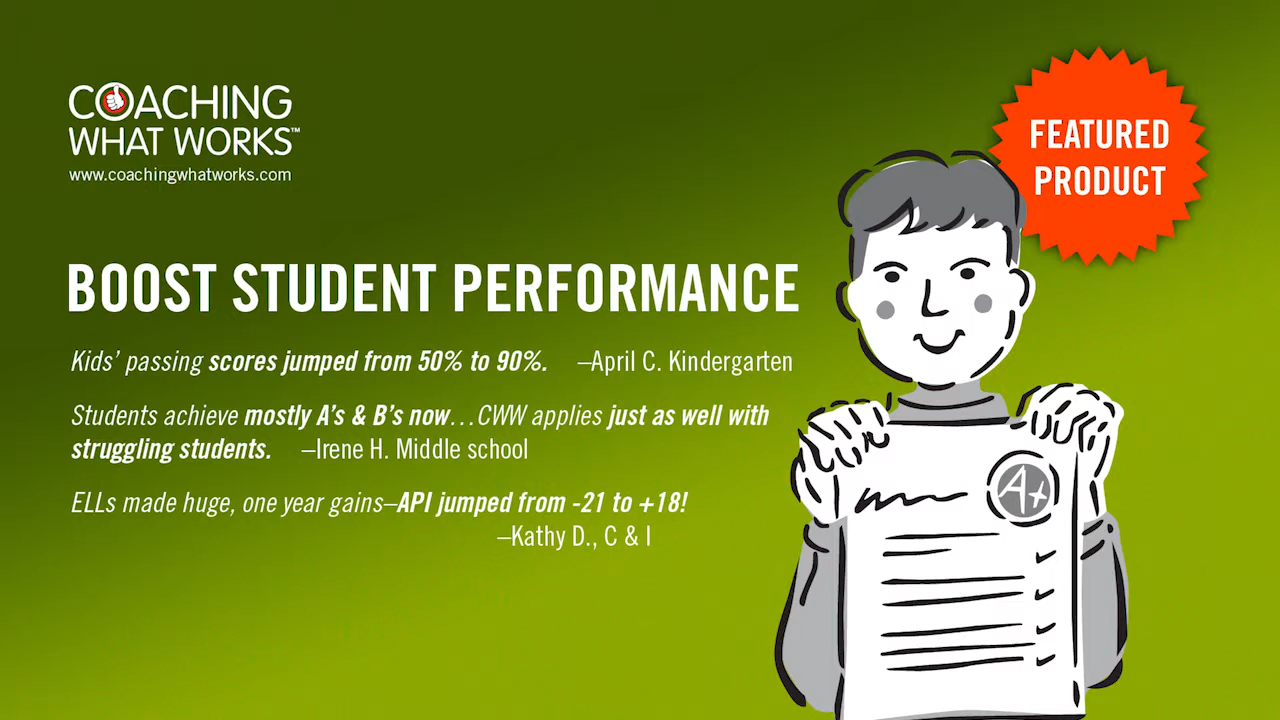 COACHING
WHAT WORKS™
www.coachingwhatworks.com
FEATURED
PRODUCT
BOOST STUDENT PERFORMANCE
Kids’ passing scores jumped from 50% to 90%. –April C. Kindergarten
Students achieve mostly A’s & B’s now…CWW applies just as well with
struggling students. –Irene H. Middle school
ELLs made huge, one year gains–API jumped from -21 to +18!
–Kathy D., C & I
A+